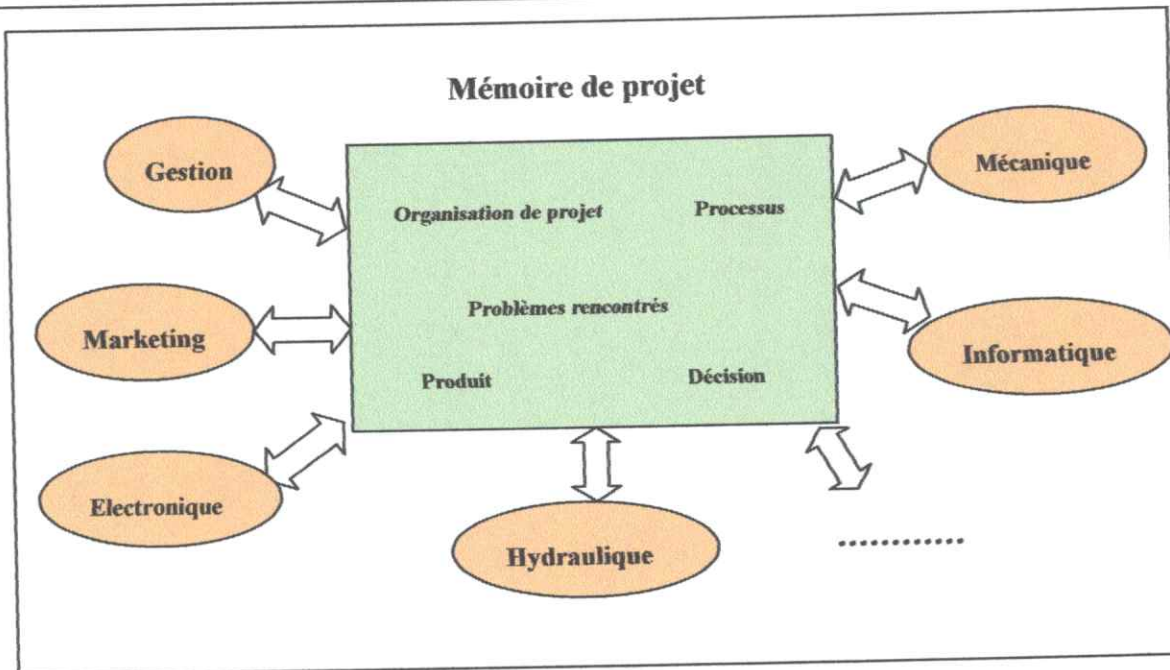 Mémoire de projet
Gestion
Mécanique
Organisation de projet
Processus
Problèmes rencontrés
Marketing
Informatique
Produit
Décision
Electronique
Hydraulique
............